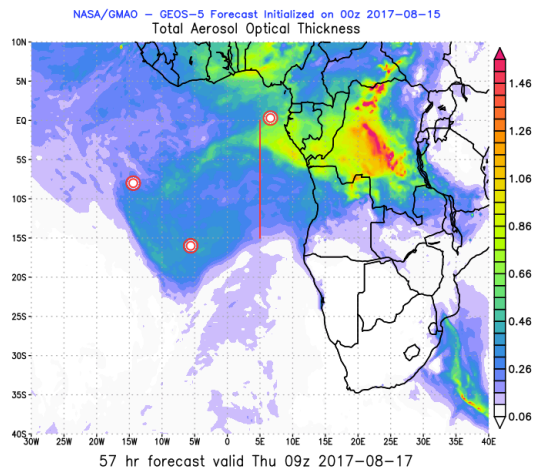 NASA/GMAO - GEOS-5 Forecast Initialized on 00z 2017-08-15
Total Aerosol Optical Thickness
10N
5N
EQ
5S
10S
15S
20S
25S
30S
35S
40S
30W 25W 20W 15W 10W 5W 0 5E 10E 15E 20E 25E 30E 35E 40E
1.46
1.26
1.06
0.86
0.66
0.46
0.26
0.06
57 hr forecast valid Thu 09z 2017-08-17